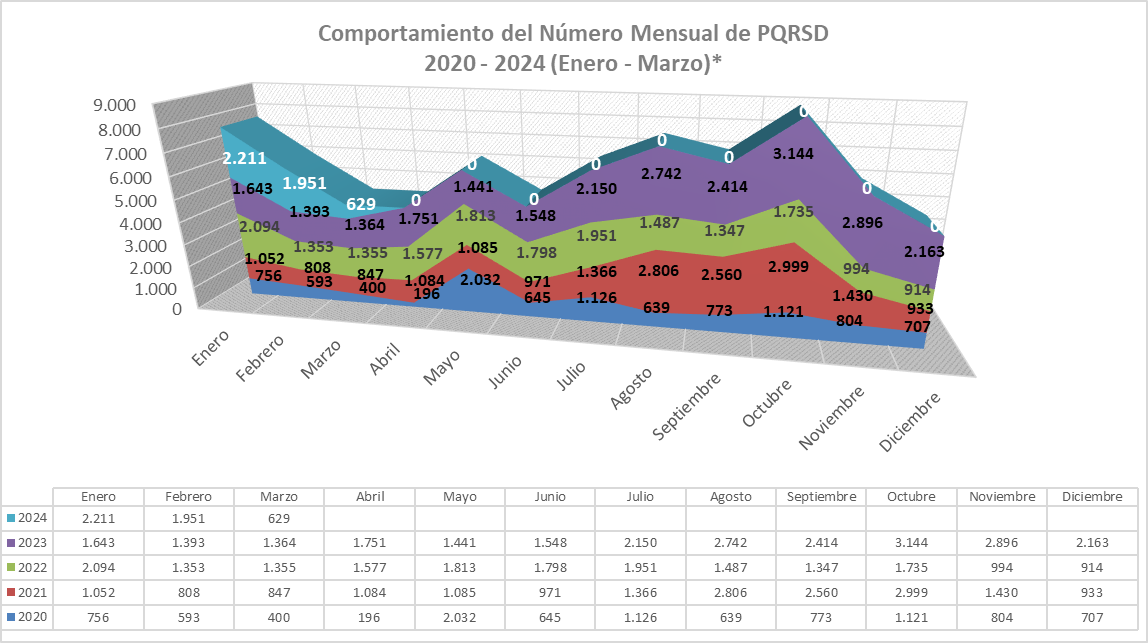 Comportamiento del Número Mensual de PQRSD
2020 - 2024 (Enero - Marzo)*
9.000
8.000
7.000
6.000
5.000
4.000
3.000
2.000
1.000
0
2.211 1.951 629 0 0 0 0 0 0 0 0 0
1.643 1.393 1.364 1.751 1.441 1.548 2.150 2.742 2.414 3.144 2.896 2.163
2.094 1.353 1.355 1.577 1.813 1.798 1.951 1.487 1.347 1.735 994 914
1.052 808 847 1.084 1.085 971 1.366 2.806 2.560 2.999 1.430 933
756 593 400 196 2.032 645 1.126 639 773 1.121 804 707
Enero Febrero Marzo Abril Mayo Junio Julio Agosto Septiembre Octubre Noviembre Diciembre
Enero Febrero Marzo Abril Mayo Junio Julio Agosto Septiembre Octubre Noviembre Diciembre
2024 2.211 1.951 629
2023 1.643 1.393 1.364 1.751 1.441 1.548 2.150 2.742 2.414 3.144 2.896 2.163
2022 2.094 1.353 1.355 1.577 1.813 1.798 1.951 1.487 1.347 1.735 994 914
2021 1.052 808 847 1.084 1.085 971 1.366 2.806 2.560 2.999 1.430 933
2020 756 593 400 196 2.032 645 1.126 639 773 1.121 804 707